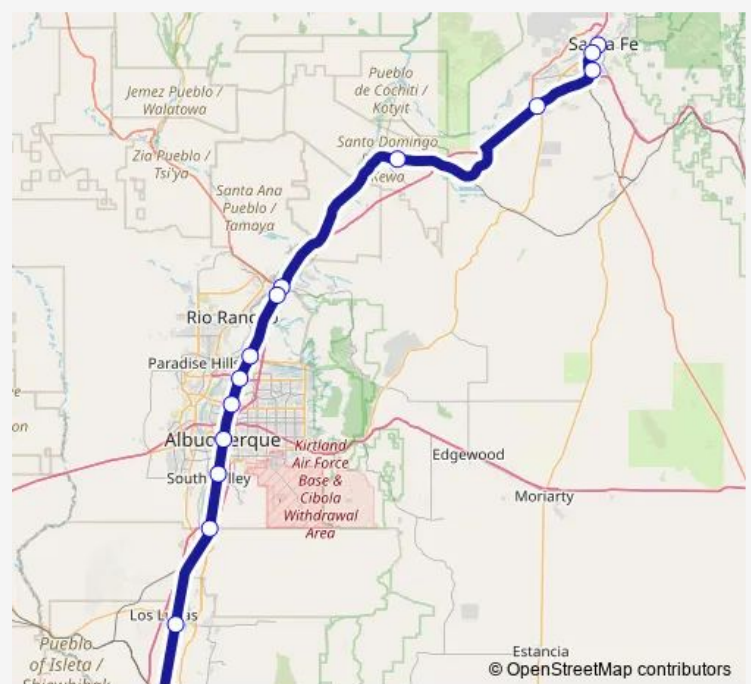 Santa Fe
Pueblo
de Cochiti /
Kotyit
Jemez Pueblo /
Walatowa
Santo Domingo
Kewa
Zia Pueblo /
Tsi'ya
Santa Ana
Pueblo /
Tamaya
Rio Rancho
Paradise Hills
on
Albuquerque
Kirtland
Air Force
Base &
Cibola
Withdrawal
Area
Edgewood
South Valley
Moriarty
Los Lunas
Pueblo
of Isleta /
Estancia
© OpenStreetMap contributors